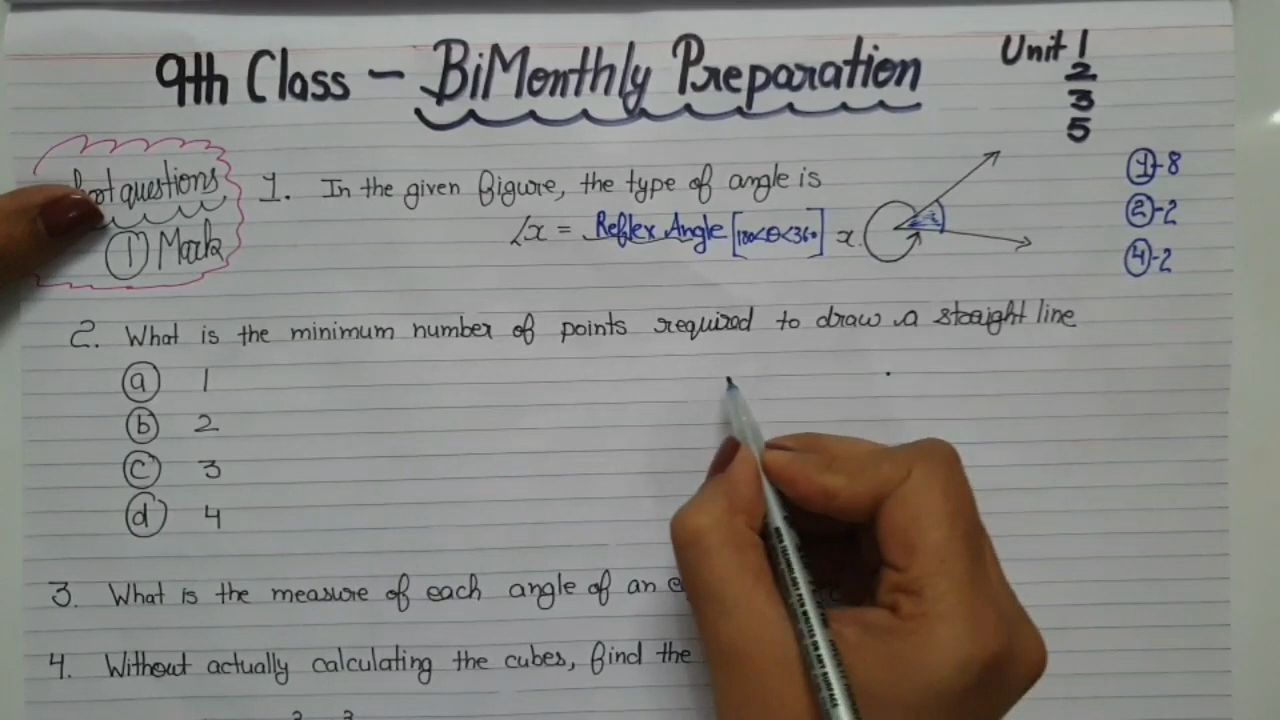 9th Class - BiMonthly Preparation
Unit 1
2
3
5
questions
① Mark
1. In the given figure, the type of angle is
∠x = Reflex Angle [180<θ<360] x
①-8
②-2
④-2
2. What is the minimum number of points required to draw a straight line
ⓐ 1
ⓑ 2
ⓒ 3
ⓓ 4
3. What is the measure of each angle of an
4. Without actually calculating the cubes, find the
3 3